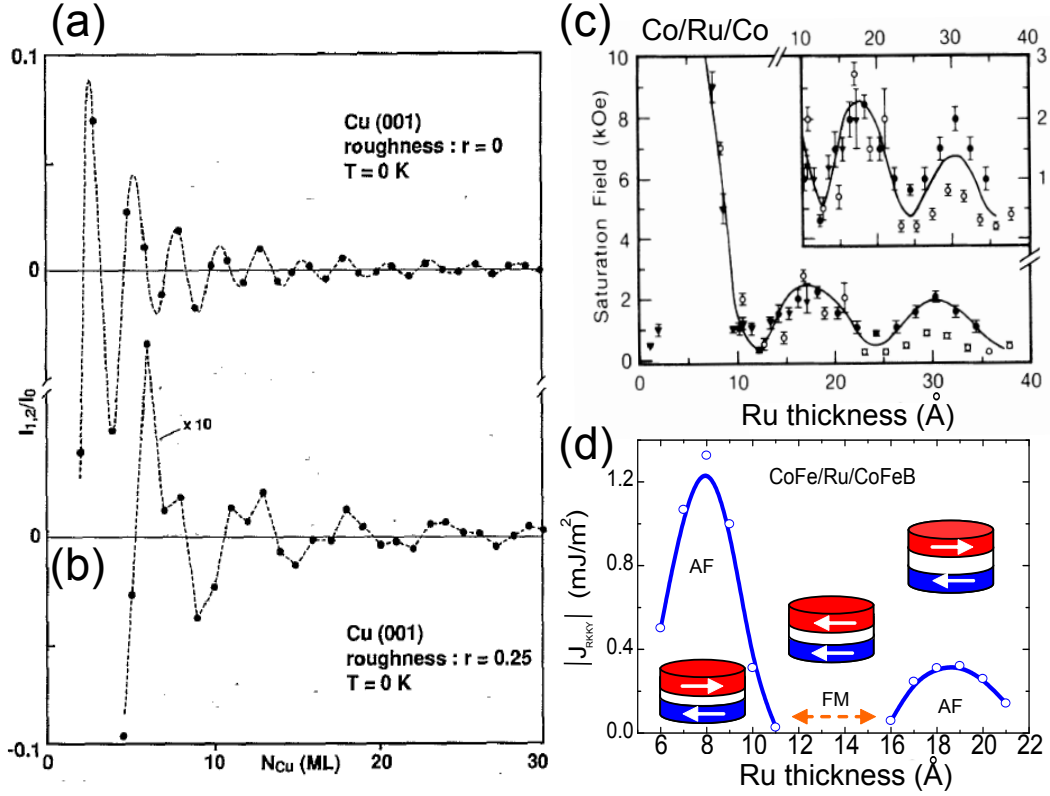 (a)
0.1
Cu (001)
roughness : r = 0
T = 0 K
0
I1,2/I0
x 10
0
(b)
Cu (001)
roughness : r = 0.25
T = 0 K
-0.1
0
10
20
30
NCu (ML)
(c)
Co/Ru/Co
10
20
30
40
3
2
1
10
8
6
4
2
0
Saturation Field (kOe)
0
10
20
30
40
Ru thickness (Å)
(d)
CoFe/Ru/CoFeB
1.2
0.8
0.4
0.0
|JRKKY| (mJ/m²)
AF
FM
AF
6 8 10 12 14 16 18 20 22
Ru thickness (Å)